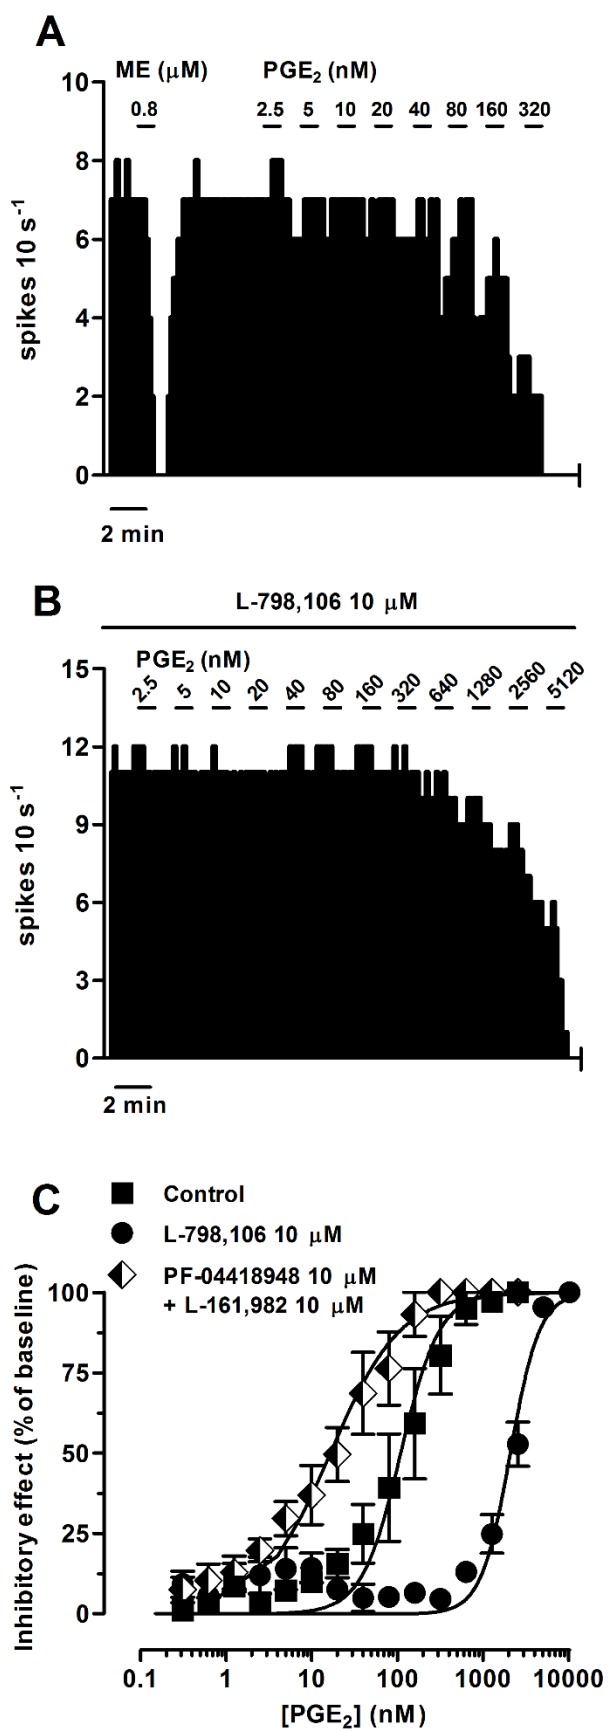 A
ME (μM)
PGE2 (nM)
0.8
2.5 5 10 20 40 80 160 320
10
8
6
4
2
0
spikes 10 s-1
2 min
B
L-798,106 10 μM
PGE2 (nM)
2.5 5 10 20 40 80 160 320 640 1280 2560 5120
15
12
9
6
3
0
spikes 10 s-1
2 min
C
Control
L-798,106 10 μM
PF-04418948 10 μM
+ L-161,982 10 μM
100
75
50
25
0
Inhibitory effect (% of baseline)
0.1 1 10 100 1000 10000
[PGE2] (nM)